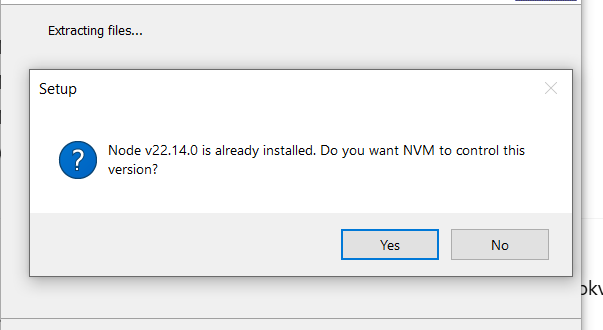 Extracting files...
Setup
Node v22.14.0 is already installed. Do you want NVM to control this
version?
Yes
No